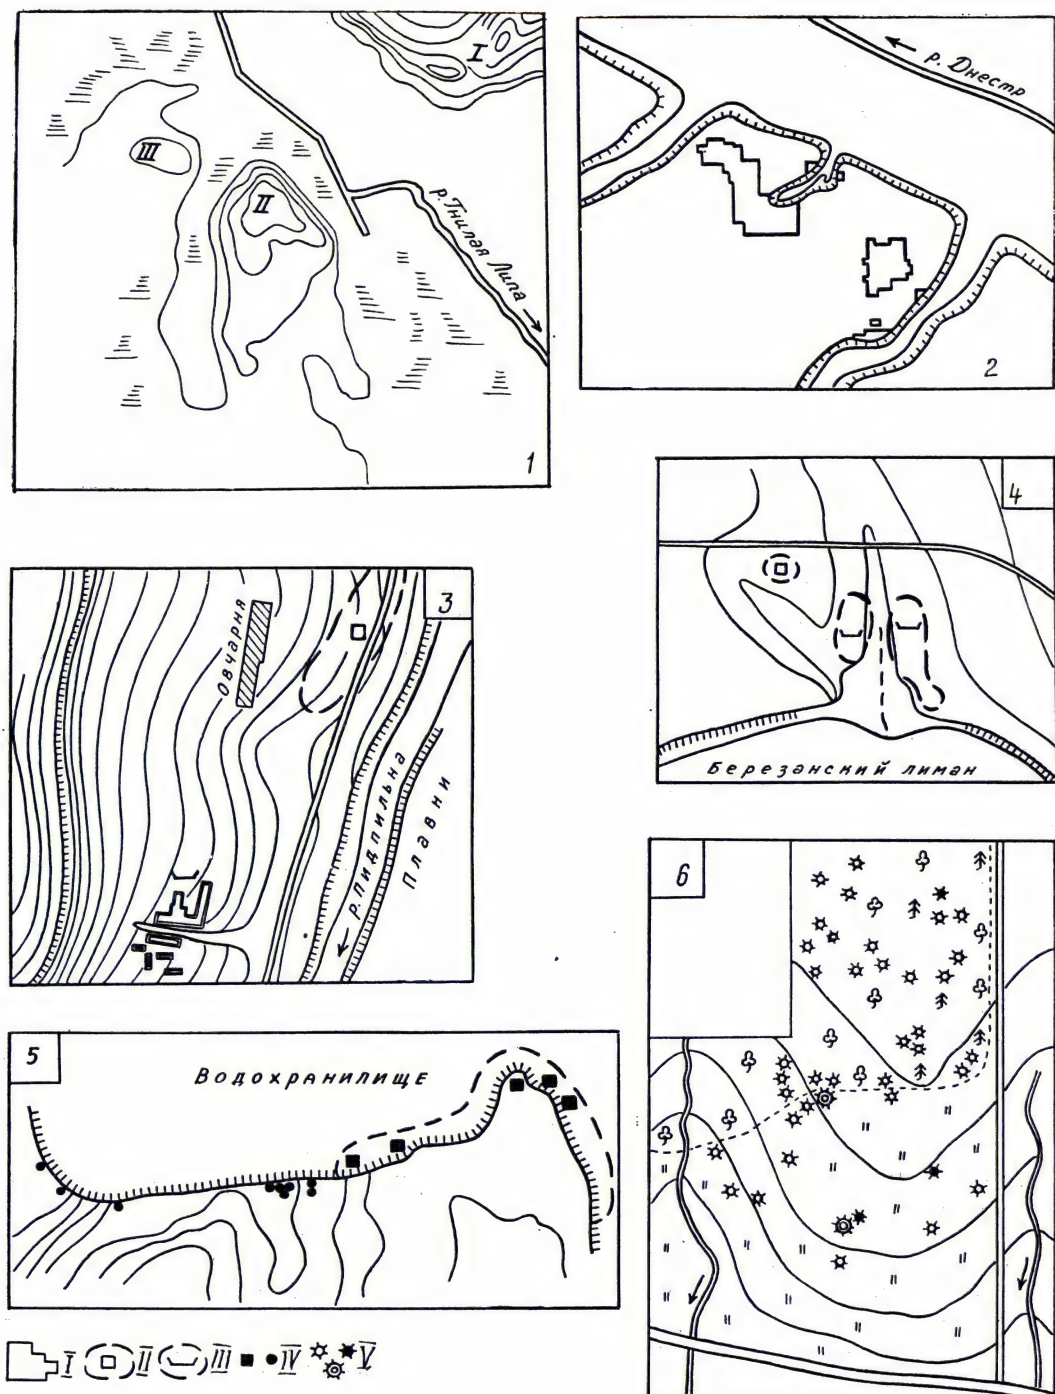 I
III
II
р. Гнилая Липа
1
р. Днестр
2
3
Овчарня
р. Пидпильна
Плавни
4
Березанский лиман
5
Водохранилище
6
I II III IV V